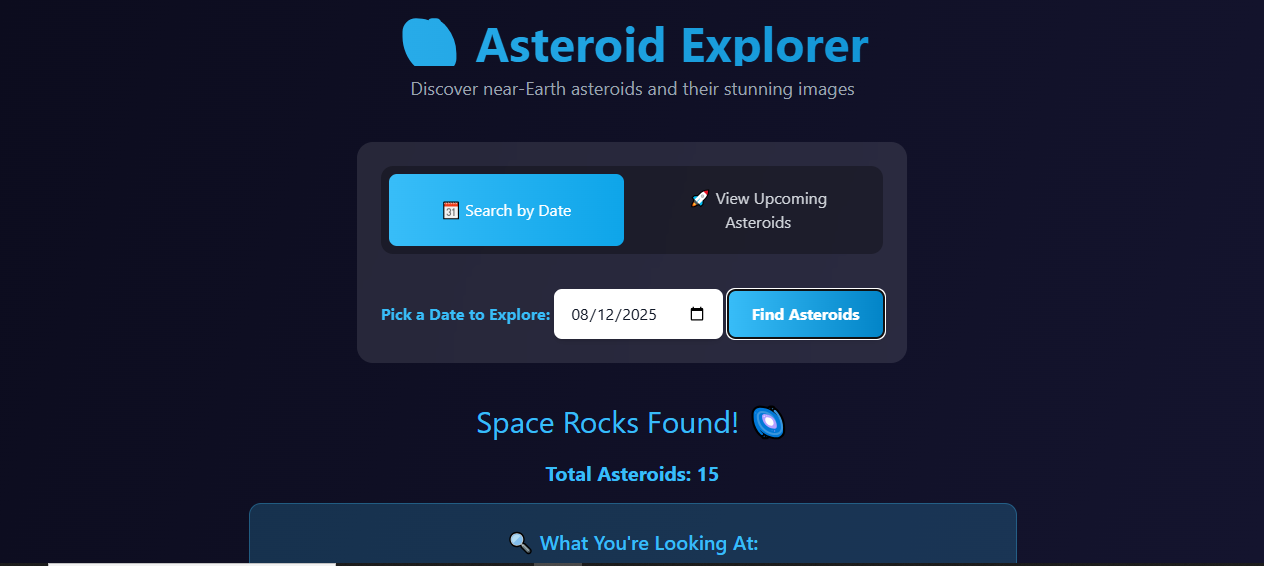 Asteroid Explorer
Discover near-Earth asteroids and their stunning images
Search by Date
View Upcoming
Asteroids
Pick a Date to Explore: 08/12/2025 Find Asteroids
Space Rocks Found!
Total Asteroids: 15
What You're Looking At: